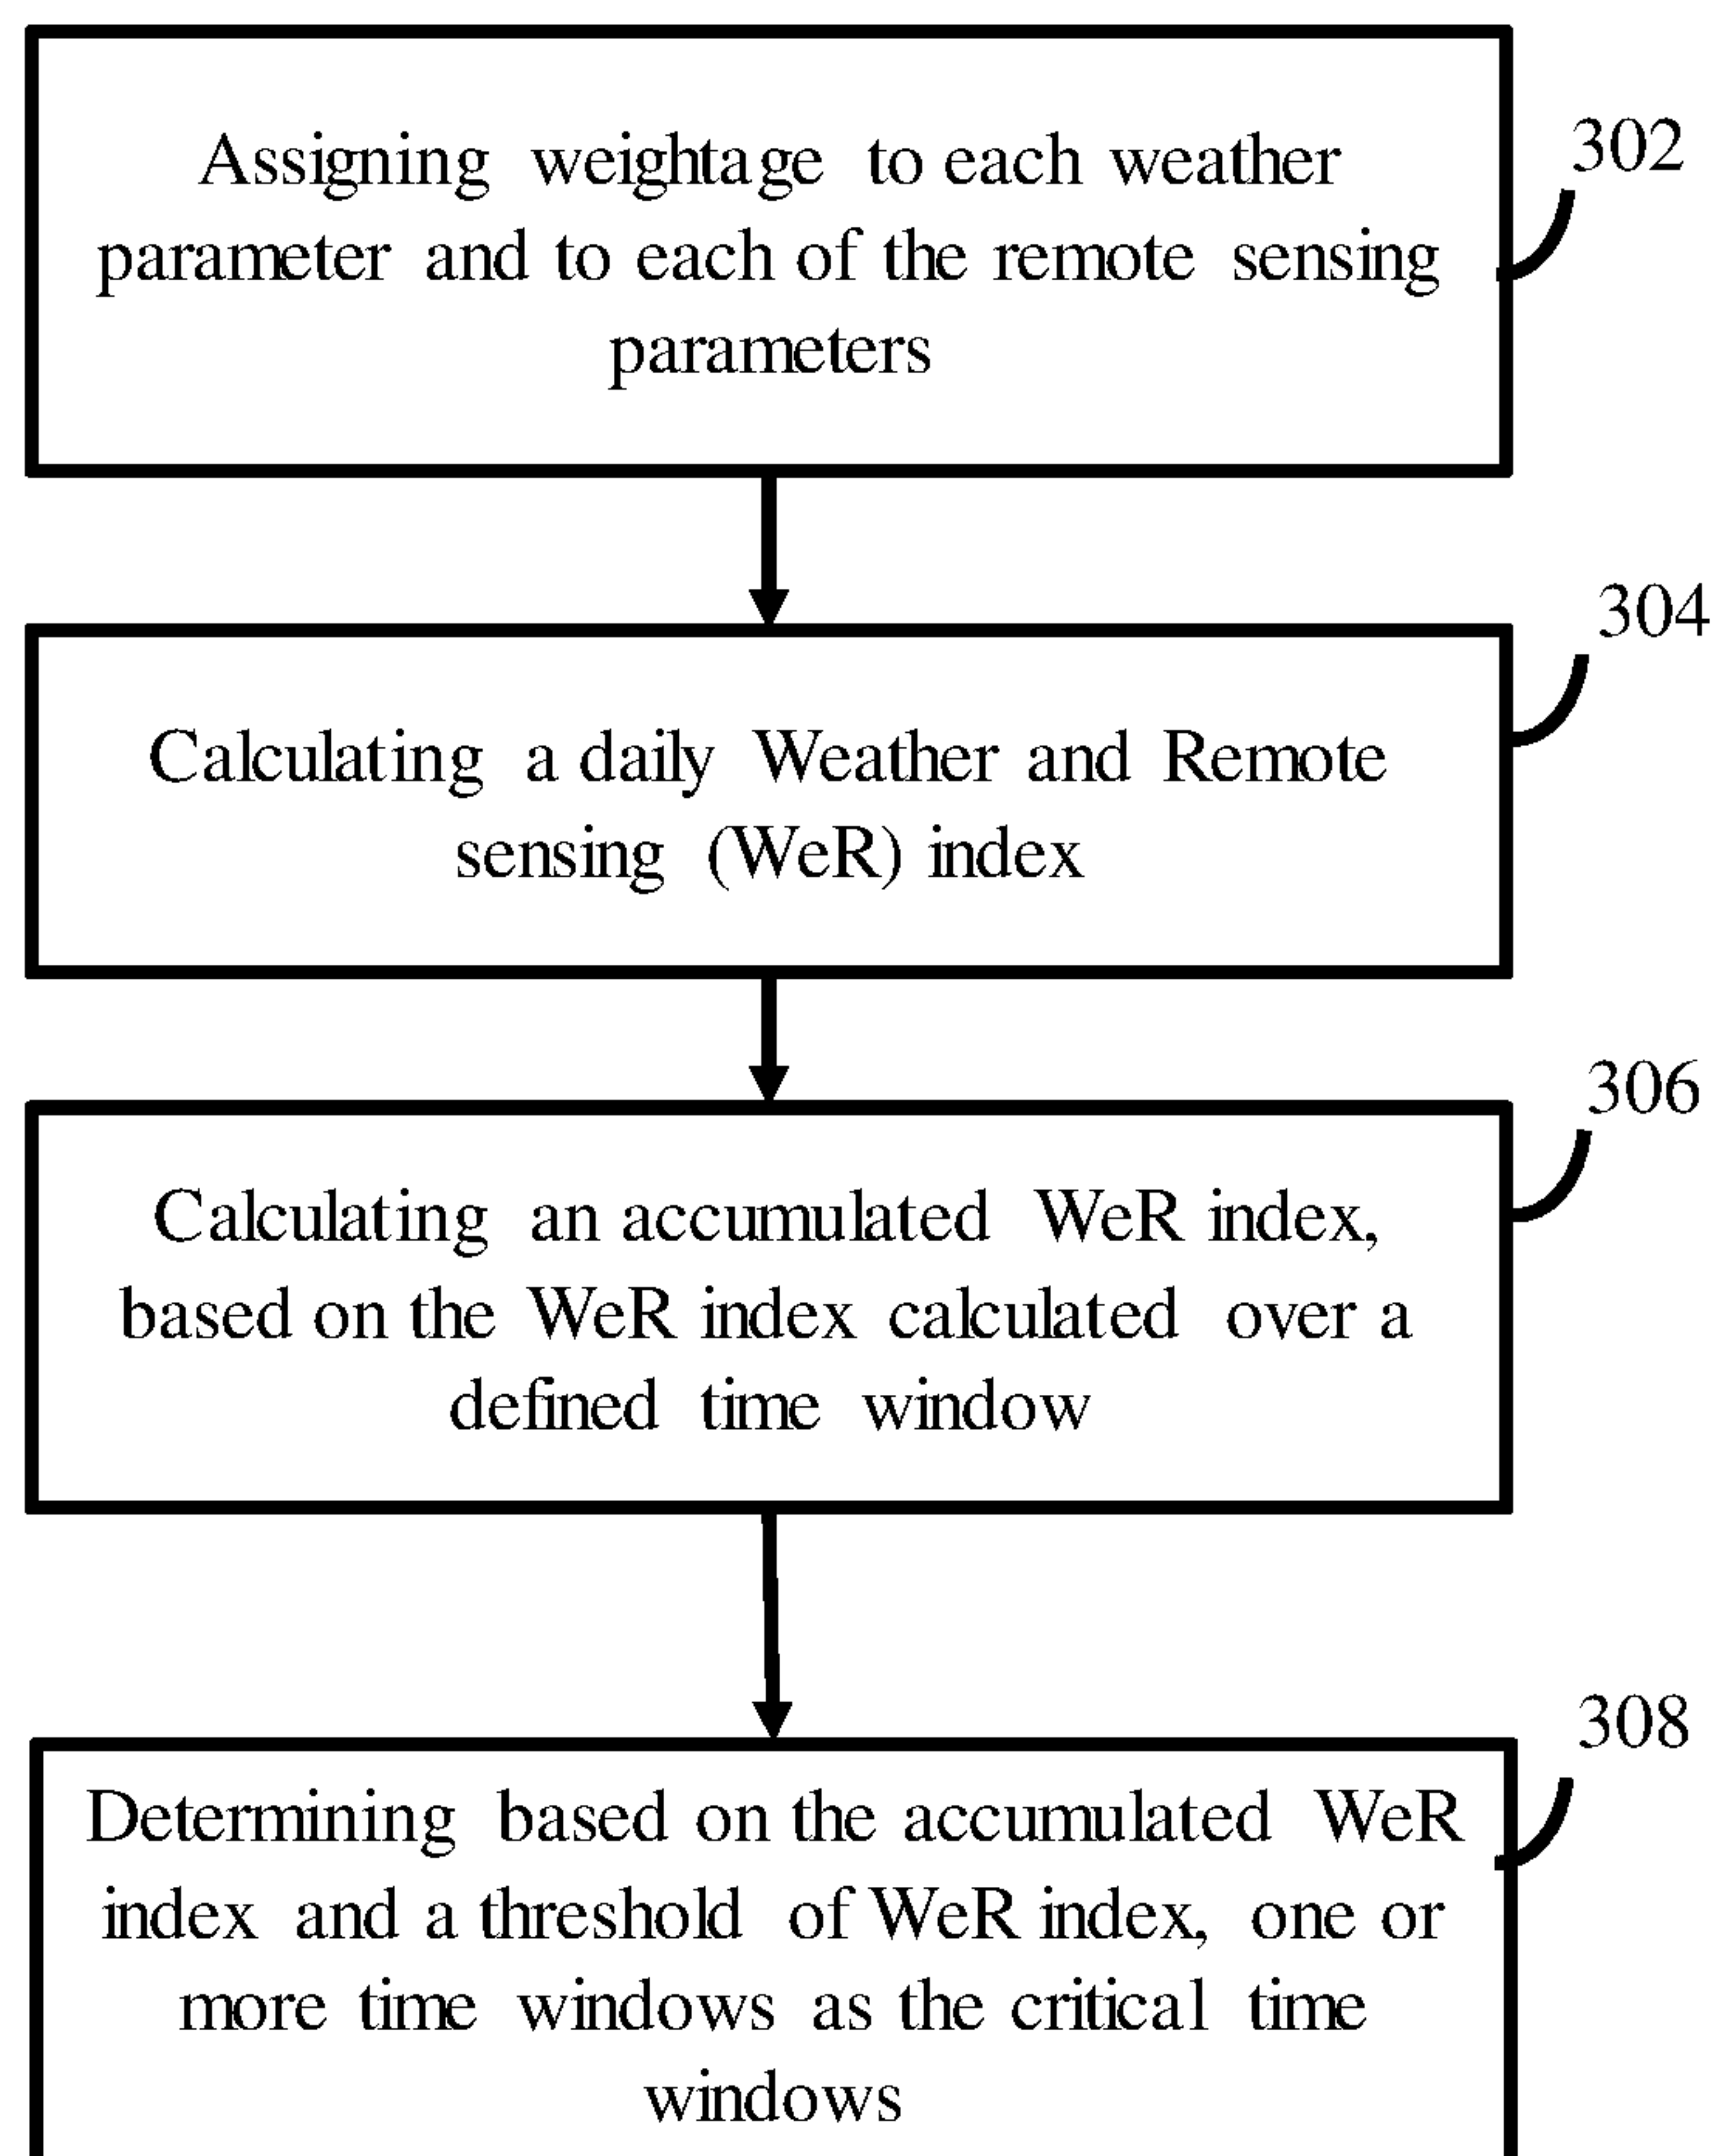 Assigning weightage to each weather
parameter and to each of the remote sensing
parameters
302
Calculating a daily Weather and Remote
sensing (WeR) index
304
Calculating an accumulated WeR index,
based on the WeR index calculated over a
defined time window
306
Determining based on the accumulated WeR
index and a threshold of WeR index, one or
more time windows as the critical time
windows
308